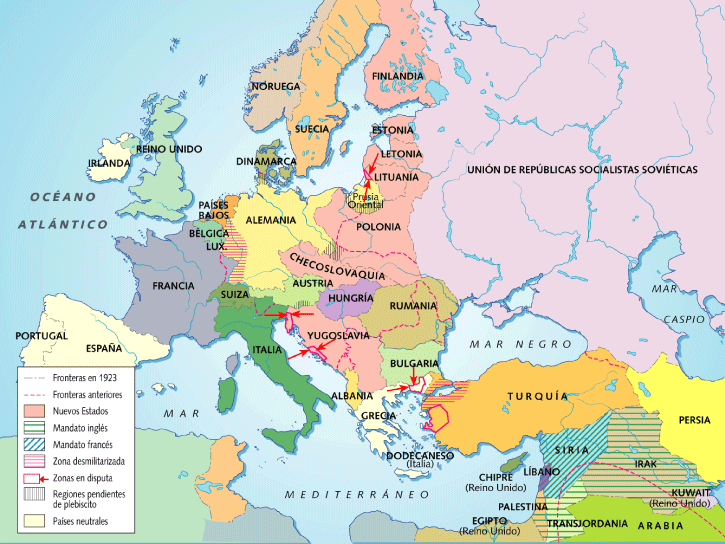 NORUEGA
FINLANDIA
SUECIA
ESTONIA
REINO UNIDO
LETONIA
IRLANDA
DINAMARCA
UNIÓN DE REPÚBLICAS SOCIALISTAS SOVIÉTICAS
LITUANIA
OCÉANO
ATLÁNTICO
Prusia
Oriental
PAÍSES
BAJOS
ALEMANIA
POLONIA
BÉLGICA
LUX.
CHECOSLOVAQUIA
FRANCIA
AUSTRIA
MAR
CASPIO
SUIZA
HUNGRÍA
RUMANIA
PORTUGAL
ESPAÑA
ITALIA
YUGOSLAVIA
MAR NEGRO
BULGARIA
ALBANIA
GRECIA
TURQUÍA
PERSIA
MAR
MEDITERRÁNEO
DODECANESO
(Italia)
SIRIA
CHIPRE
(Reino Unido)
LÍBANO
IRAK
KUWAIT
(Reino Unido)
PALESTINA
EGIPTO
(Reino Unido)
TRANSJORDANIA
ARABIA
Fronteras en 1923
Fronteras anteriores
Nuevos Estados
Mandato inglés
Mandato francés
Zona desmilitarizada
Zonas en disputa
Regiones pendientes
de plebiscito
Países neutrales